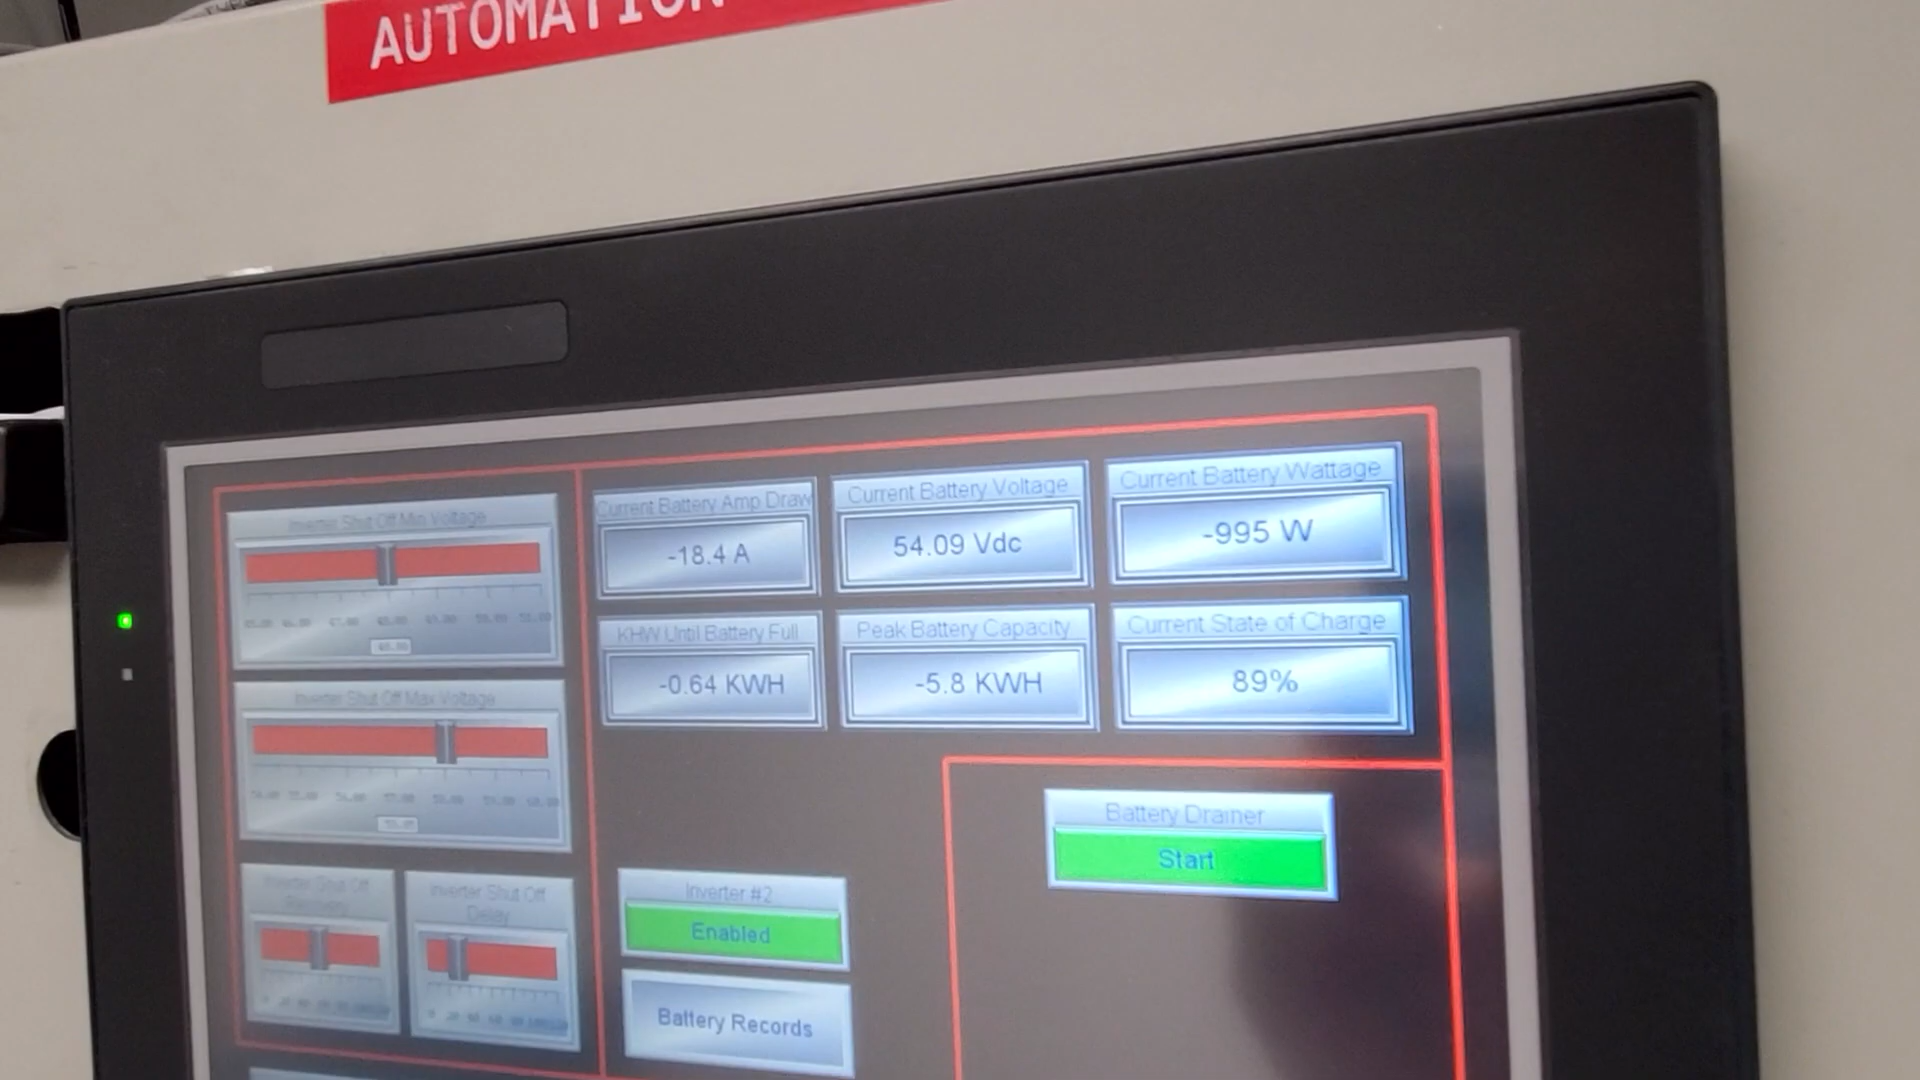 AUTOMATION
Inverter Shut Off Min Voltage
Current Battery Amp Draw
-18.4 A
Current Battery Voltage
54.09 Vdc
Current Battery Wattage
-995 W
KHW Until Battery Full
-0.64 KWH
Peak Battery Capacity
-5.8 KWH
Current State of Charge
89%
Inverter Shut Off Max Voltage
Battery Drainer
Start
Inverter Shut Off
Recovery
Inverter Shut Off
Delay
Inverter #2
Enabled
Battery Records